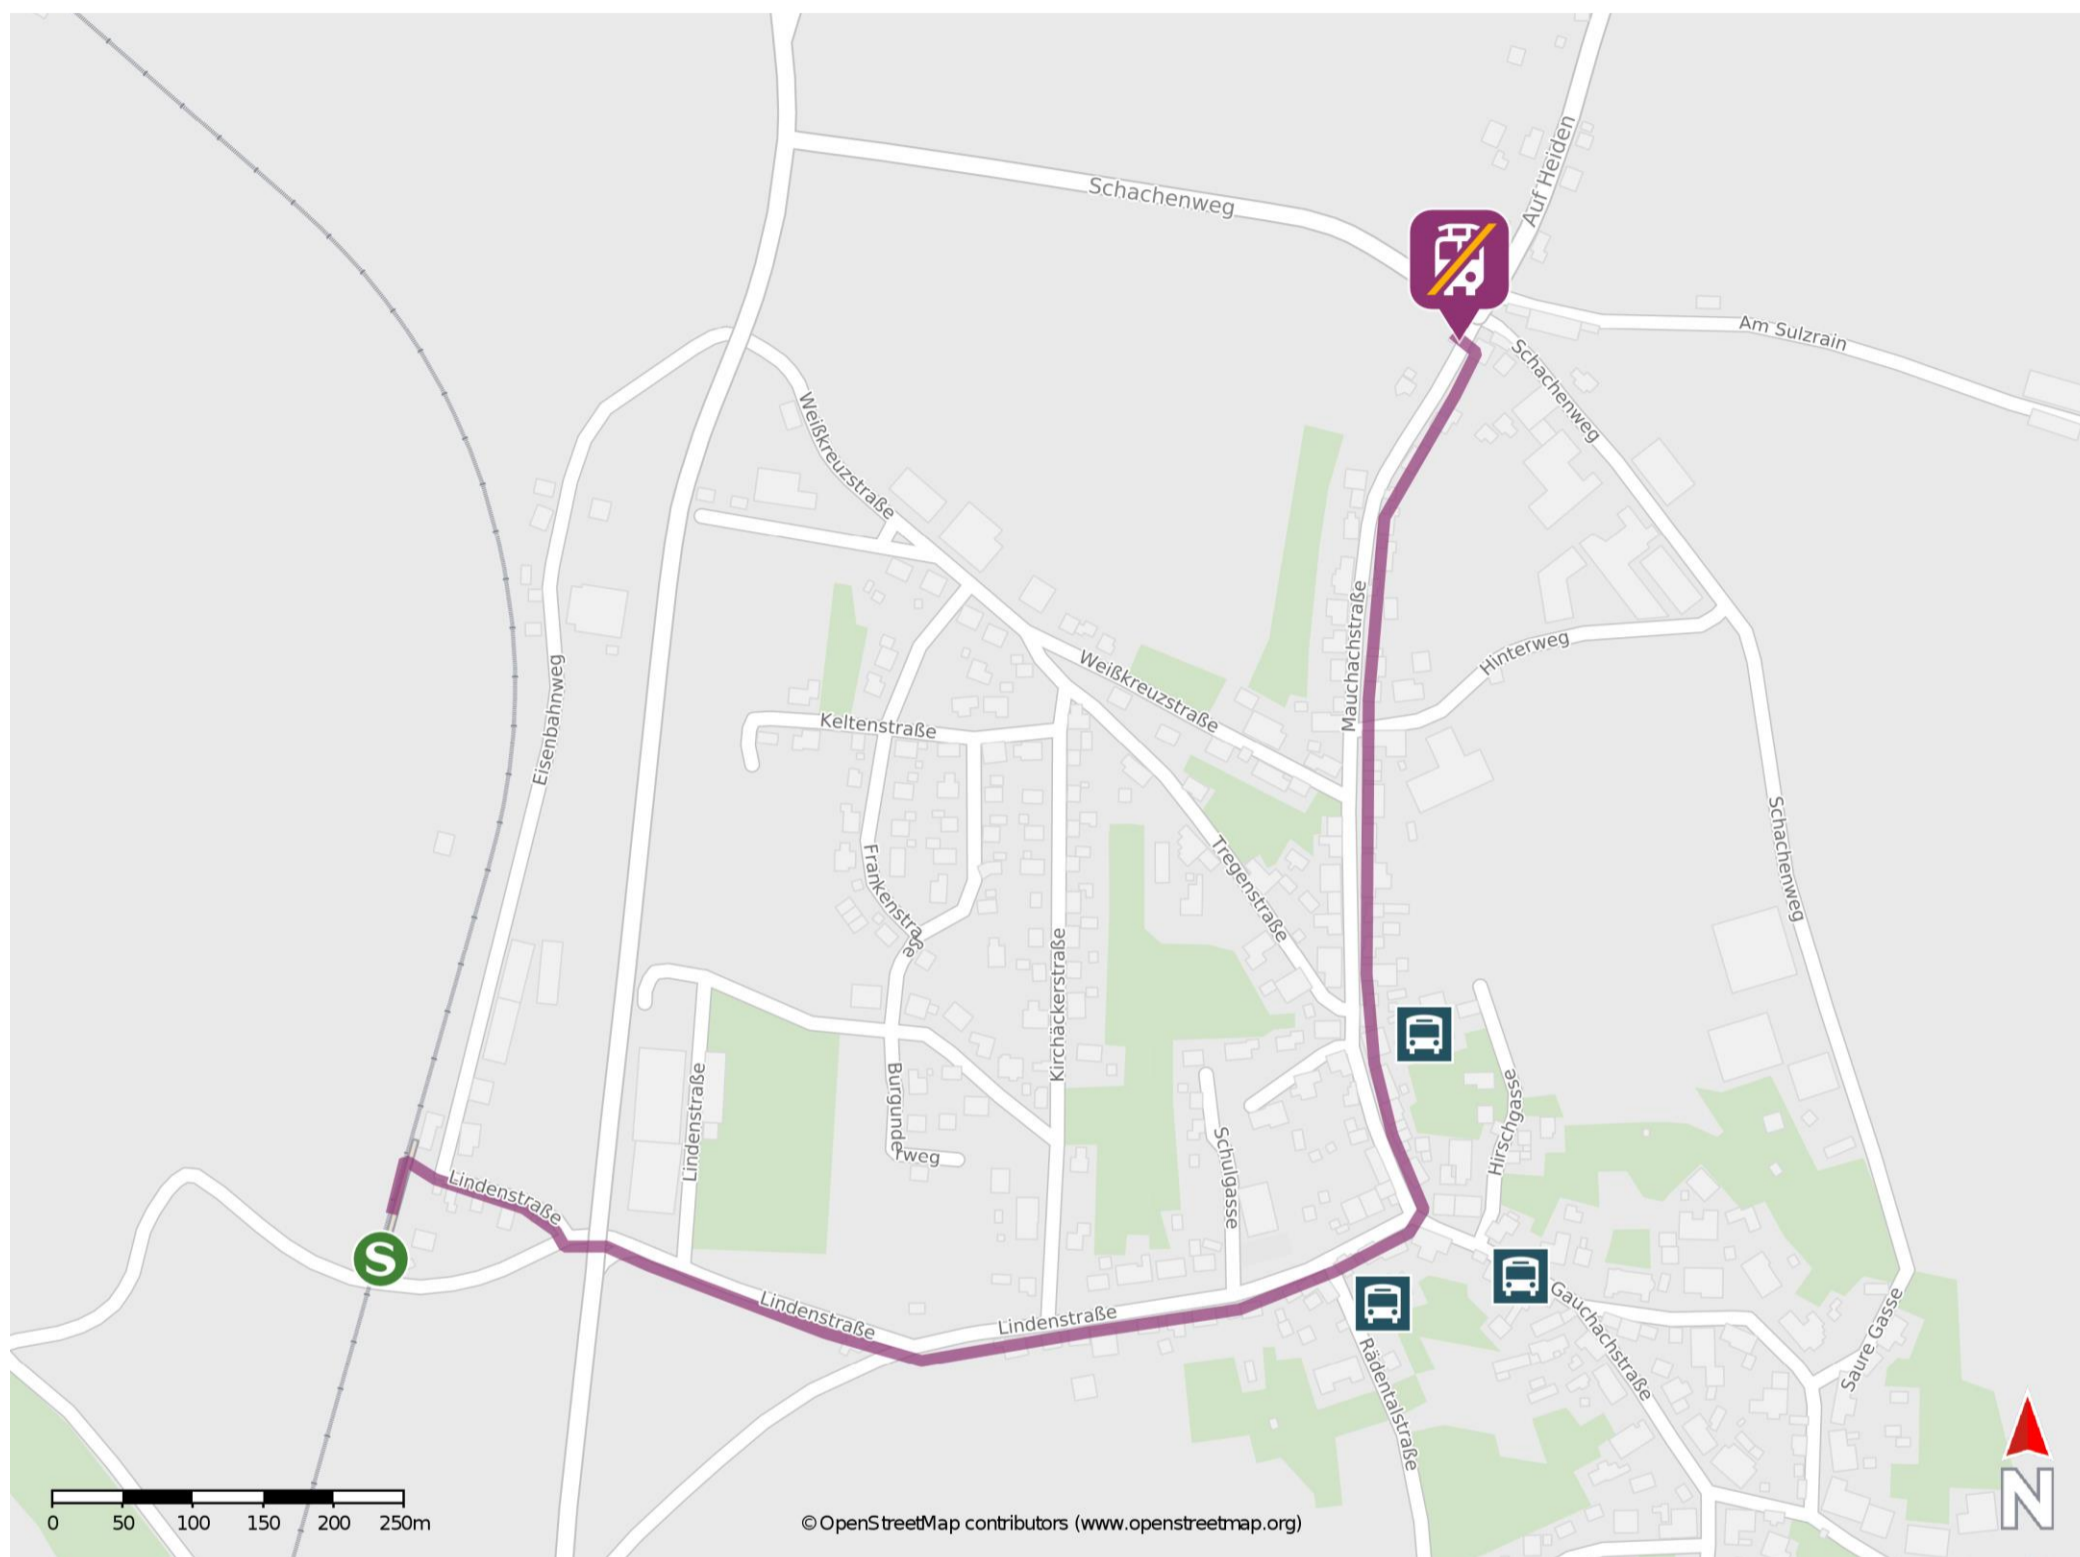 Auf Heiden
Schachenweg
Am Sulzrain
Schachenweg
Weißkreuzstraße
Mauchachstraße
Hinterweg
Weißkreuzstraße
Eisenbahnweg
Keltenstraße
Schachenweg
Tregenstraße
Frankenstraße
Kirchäckerstraße
Lindenstraße
Burgunderweg
Hirschgasse
Schulgasse
Lindenstraße
S
Lindenstraße
Lindenstraße
Gauchachstraße
Saure Gasse
Rädentalstraße
N
0 50 100 150 200 250m
© OpenStreetMap contributors (www.openstreetmap.org)